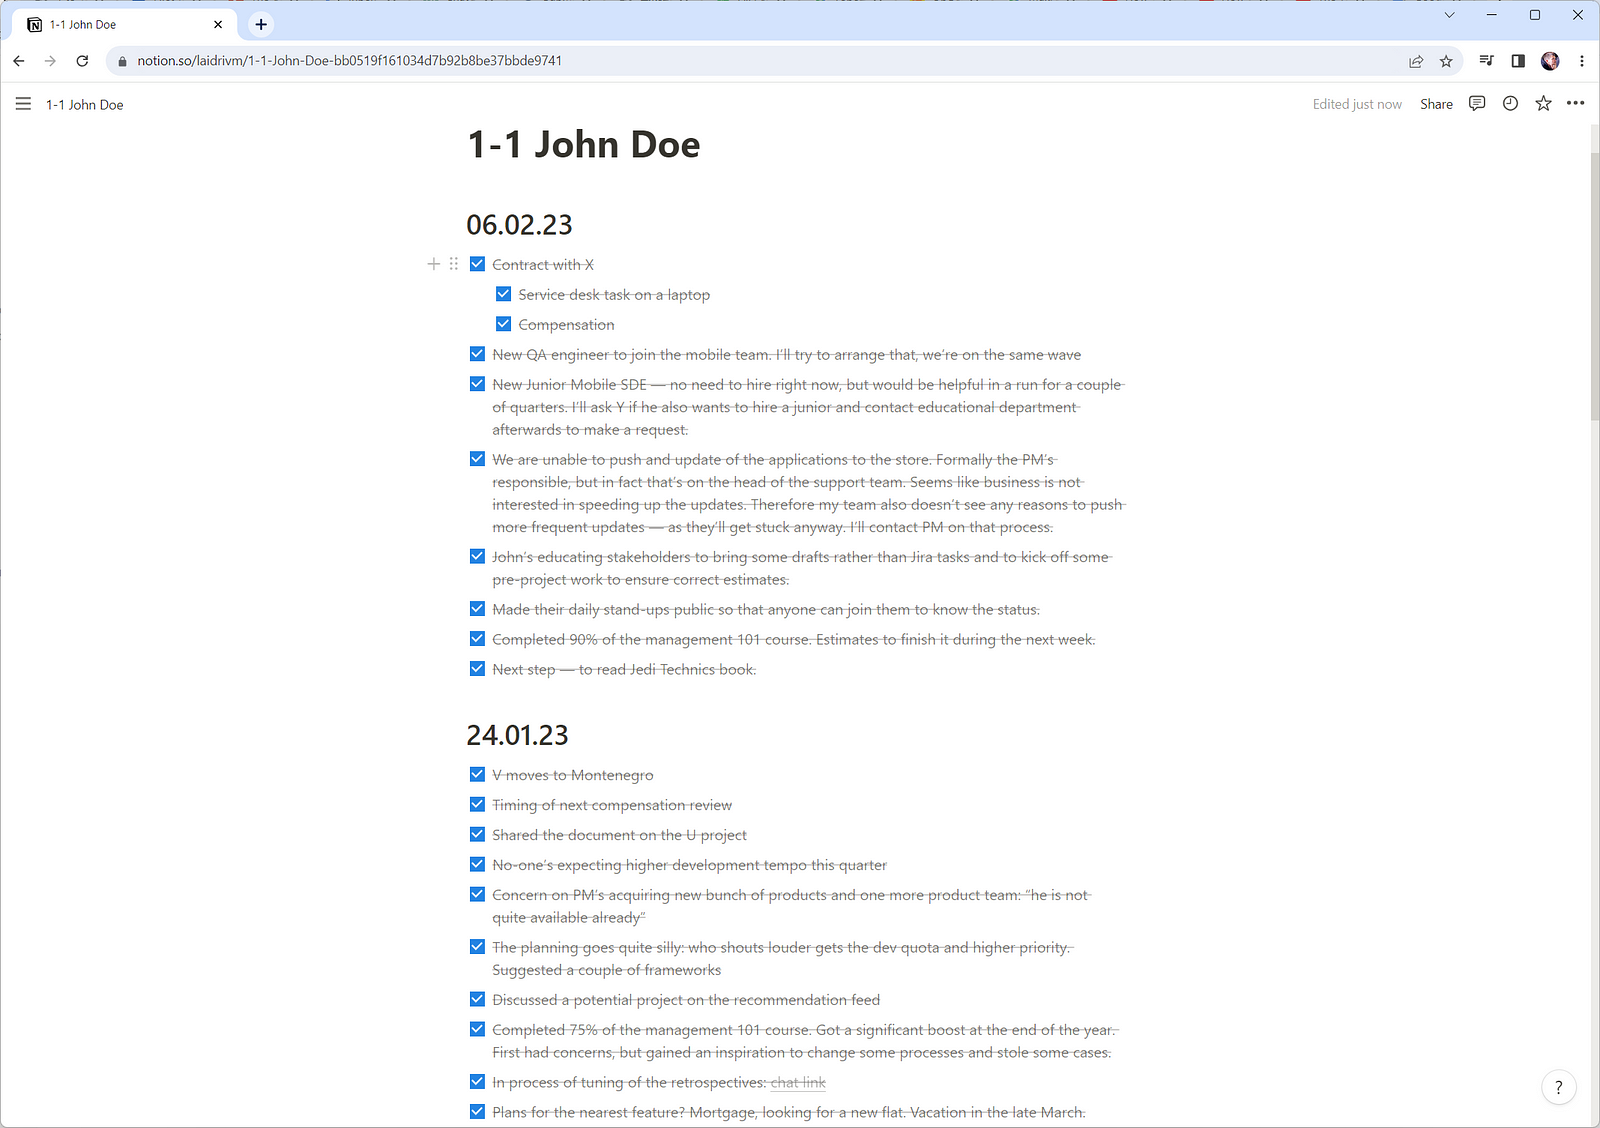 1-1 John Doe
notion.so/laidrivm/1-1-John-Doe-bb0519f161034d7b92b8be37bbde9741
1-1 John Doe
Edited just now
Share
1-1 John Doe
06.02.23
Contract with X
Service desk task on a laptop
Compensation
New QA engineer to join the mobile team. I'll try to arrange that, we're on the same wave
New Junior Mobile SDE — no need to hire right now, but would be helpful in a run for a couple
of quarters. I'll ask Y if he also wants to hire a junior and contact educational department
afterwards to make a request.
We are unable to push and update of the applications to the store. Formally the PM's
responsible, but in fact that's on the head of the support team. Seems like business is not
interested in speeding up the updates. Therefore my team also doesn't see any reasons to push
more frequent updates — as they'll get stuck anyway. I'll contact PM on that process.
John's educating stakeholders to bring some drafts rather than Jira tasks and to kick off some
pre-project work to ensure correct estimates.
Made their daily stand-ups public so that anyone can join them to know the status.
Completed 90% of the management 101 course. Estimates to finish it during the next week.
Next step — to read Jedi Technics book.
24.01.23
V moves to Montenegro
Timing of next compensation review
Shared the document on the U project
No-one's expecting higher development tempo this quarter
Concern on PM's acquiring new bunch of products and one more product team: "he is not
quite available already"
The planning goes quite silly: who shouts louder gets the dev quota and higher priority.
Suggested a couple of frameworks
Discussed a potential project on the recommendation feed
Completed 75% of the management 101 course. Got a significant boost at the end of the year.
First had concerns, but gained an inspiration to change some processes and stole some cases.
In process of tuning of the retrospectives: chat link
Plans for the nearest feature? Mortgage, looking for a new flat. Vacation in the late March.
?